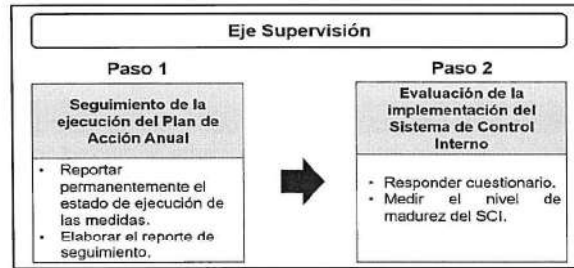 Eje Supervisión
Paso 1
Seguimiento de la
ejecución del Plan de
Acción Anual
• Reportar
permanentemente el
estado de ejecución de
las medidas.
• Elaborar el reporte de
seguimiento.
Paso 2
Evaluación de la
implementación del
Sistema de Control
Interno
• Responder cuestionario.
• Medir el nivel de
madurez del SCI.